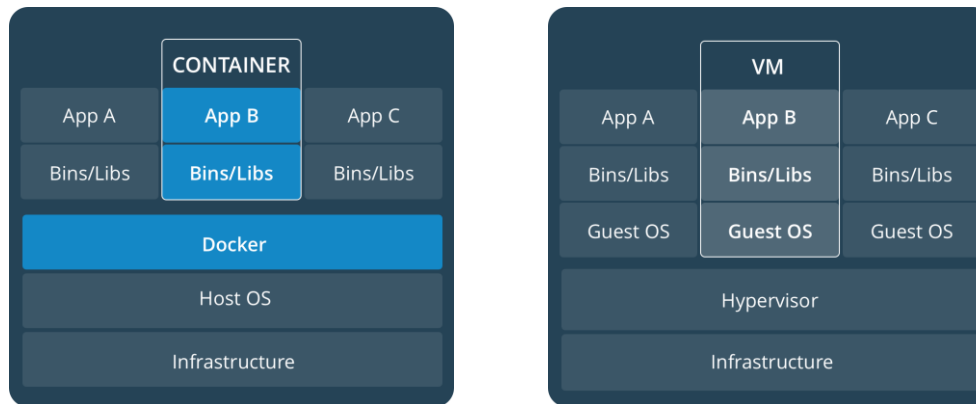 CONTAINER
App A
App B
App C
Bins/Libs
Bins/Libs
Bins/Libs
Docker
Host OS
Infrastructure
VM
App A
App B
App C
Bins/Libs
Bins/Libs
Bins/Libs
Guest OS
Guest OS
Guest OS
Hypervisor
Infrastructure